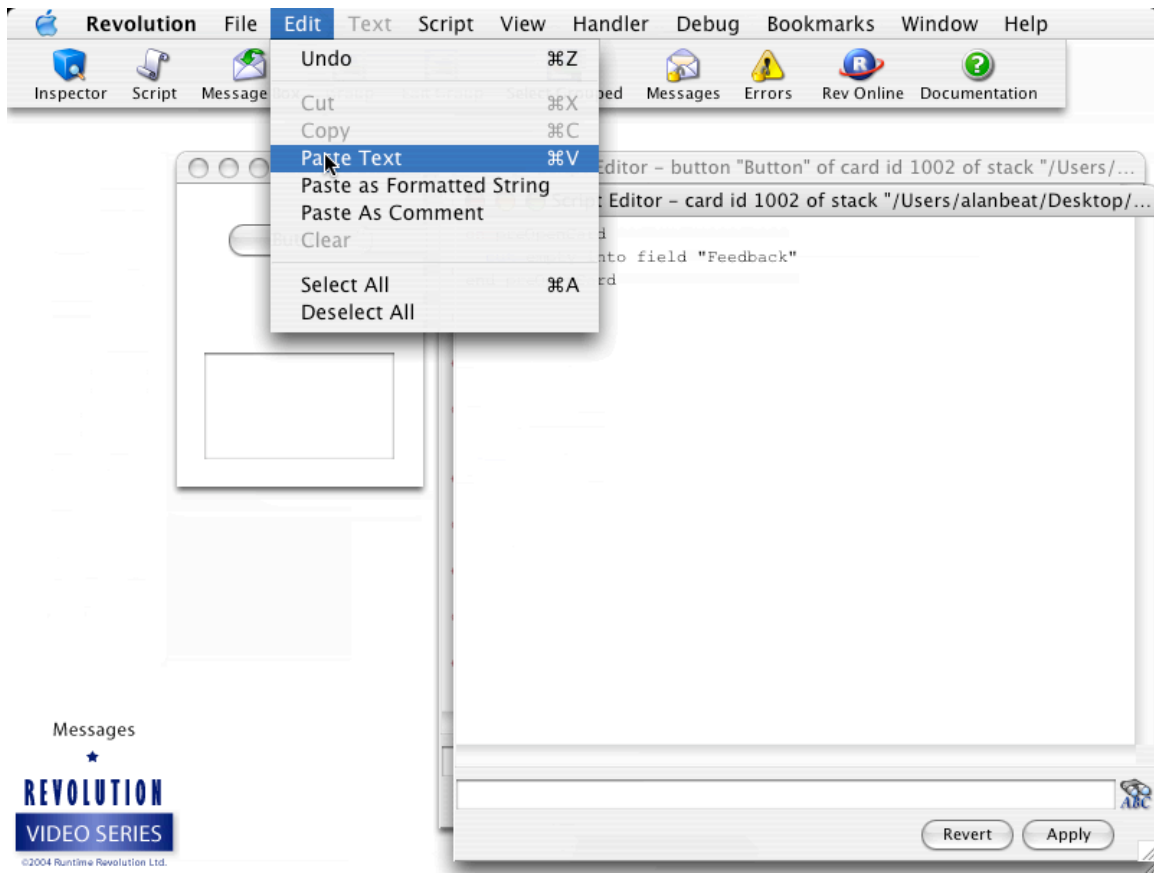 Revolution File Edit Text Script View Handler Debug Bookmarks Window Help
Inspector Script Message Messages Errors Rev Online Documentation
Undo ⌘Z
Cut ⌘X
Copy ⌘C
Paste Text ⌘V
Paste as Formatted String
Paste As Comment
Clear
Select All ⌘A
Deselect All
Editor – button "Button" of card id 1002 of stack "/Users/...
Script Editor – card id 1002 of stack "/Users/alanbeat/Desktop/...
into field "Feedback"
Messages
REVOLUTION
VIDEO SERIES
©2004 Runtime Revolution Ltd.
ABC
Revert Apply